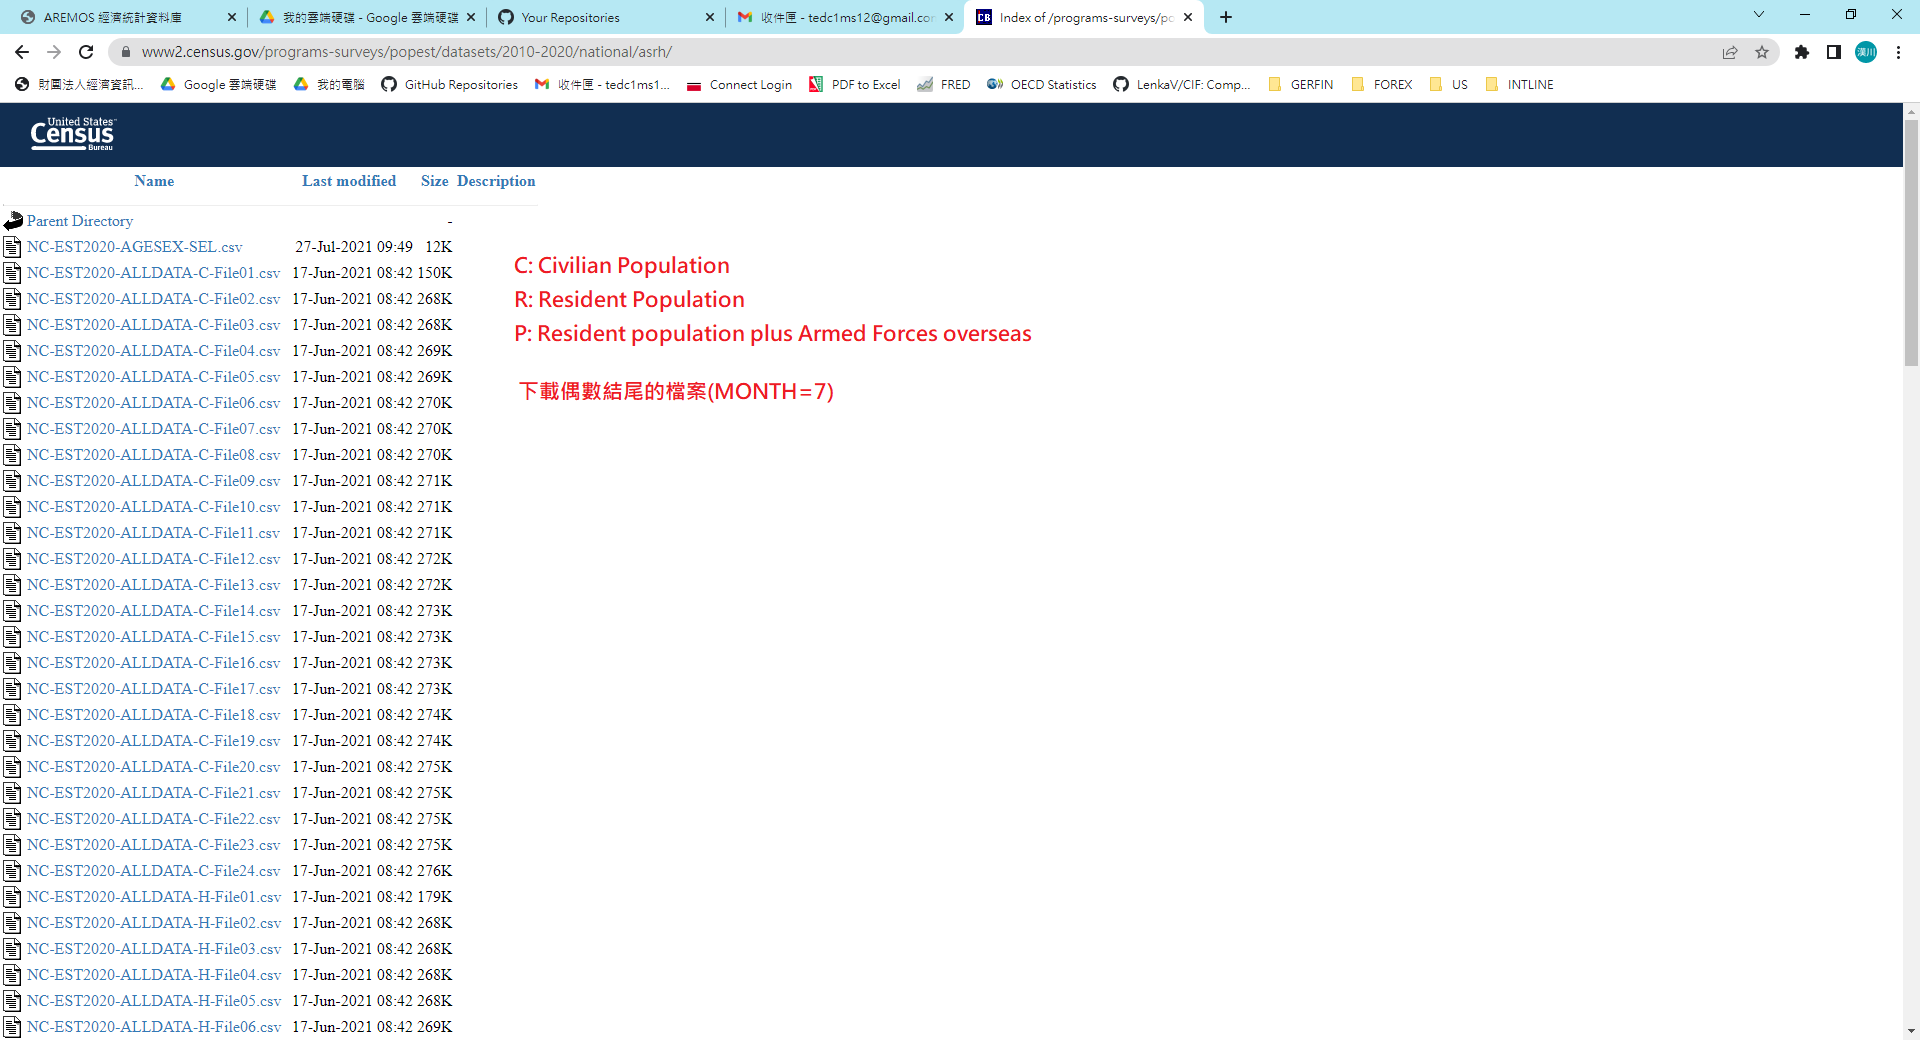 AREMOS 經濟統計資料庫
我的雲端硬碟 - Google 雲端硬碟
Your Repositories
收件匣 - tedc1ms12@gmail.com
Index of /programs-surveys/po
www2.census.gov/programs-surveys/popest/datasets/2010-2020/national/asrh/
漢川
財團法人經濟資訊...
Google 雲端硬碟
我的電腦
GitHub Repositories
收件匣 - tedc1ms1...
Connect Login
PDF to Excel
FRED
OECD Statistics
LenkaV/CIF: Comp...
GERFIN
FOREX
US
INTLINE
United States™
Census
Bureau
Name Last modified Size Description
Parent Directory -
NC-EST2020-AGESEX-SEL.csv 27-Jul-2021 09:49 12K
C: Civilian Population
NC-EST2020-ALLDATA-C-File01.csv 17-Jun-2021 08:42 150K
NC-EST2020-ALLDATA-C-File02.csv 17-Jun-2021 08:42 268K
R: Resident Population
NC-EST2020-ALLDATA-C-File03.csv 17-Jun-2021 08:42 268K
P: Resident population plus Armed Forces overseas
NC-EST2020-ALLDATA-C-File04.csv 17-Jun-2021 08:42 269K
NC-EST2020-ALLDATA-C-File05.csv 17-Jun-2021 08:42 269K
下載偶數結尾的檔案(MONTH=7)
NC-EST2020-ALLDATA-C-File06.csv 17-Jun-2021 08:42 270K
NC-EST2020-ALLDATA-C-File07.csv 17-Jun-2021 08:42 270K
NC-EST2020-ALLDATA-C-File08.csv 17-Jun-2021 08:42 270K
NC-EST2020-ALLDATA-C-File09.csv 17-Jun-2021 08:42 271K
NC-EST2020-ALLDATA-C-File10.csv 17-Jun-2021 08:42 271K
NC-EST2020-ALLDATA-C-File11.csv 17-Jun-2021 08:42 271K
NC-EST2020-ALLDATA-C-File12.csv 17-Jun-2021 08:42 272K
NC-EST2020-ALLDATA-C-File13.csv 17-Jun-2021 08:42 272K
NC-EST2020-ALLDATA-C-File14.csv 17-Jun-2021 08:42 273K
NC-EST2020-ALLDATA-C-File15.csv 17-Jun-2021 08:42 273K
NC-EST2020-ALLDATA-C-File16.csv 17-Jun-2021 08:42 273K
NC-EST2020-ALLDATA-C-File17.csv 17-Jun-2021 08:42 273K
NC-EST2020-ALLDATA-C-File18.csv 17-Jun-2021 08:42 274K
NC-EST2020-ALLDATA-C-File19.csv 17-Jun-2021 08:42 274K
NC-EST2020-ALLDATA-C-File20.csv 17-Jun-2021 08:42 275K
NC-EST2020-ALLDATA-C-File21.csv 17-Jun-2021 08:42 275K
NC-EST2020-ALLDATA-C-File22.csv 17-Jun-2021 08:42 275K
NC-EST2020-ALLDATA-C-File23.csv 17-Jun-2021 08:42 275K
NC-EST2020-ALLDATA-C-File24.csv 17-Jun-2021 08:42 276K
NC-EST2020-ALLDATA-H-File01.csv 17-Jun-2021 08:42 179K
NC-EST2020-ALLDATA-H-File02.csv 17-Jun-2021 08:42 268K
NC-EST2020-ALLDATA-H-File03.csv 17-Jun-2021 08:42 268K
NC-EST2020-ALLDATA-H-File04.csv 17-Jun-2021 08:42 268K
NC-EST2020-ALLDATA-H-File05.csv 17-Jun-2021 08:42 268K
NC-EST2020-ALLDATA-H-File06.csv 17-Jun-2021 08:42 269K